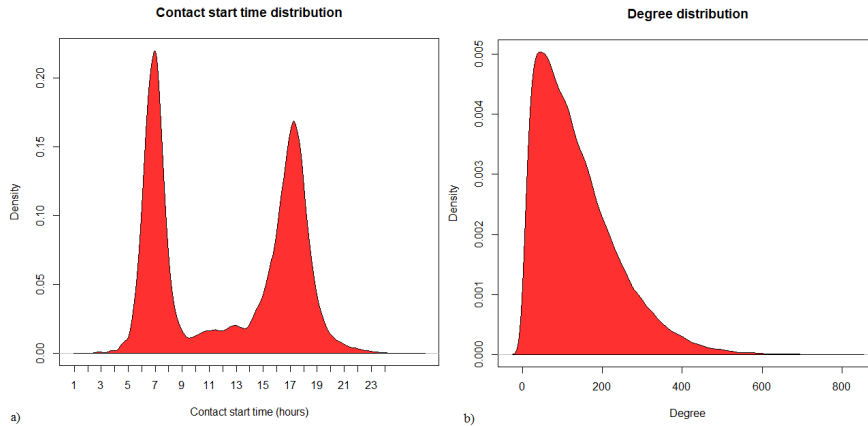 Contact start time distribution
Density
0.00 0.05 0.10 0.15 0.20
1 3 5 7 9 11 13 15 17 19 21 23
Contact start time (hours)
a)
Degree distribution
Density
0.000 0.001 0.002 0.003 0.004 0.005
0 200 400 600 800
Degree
b)